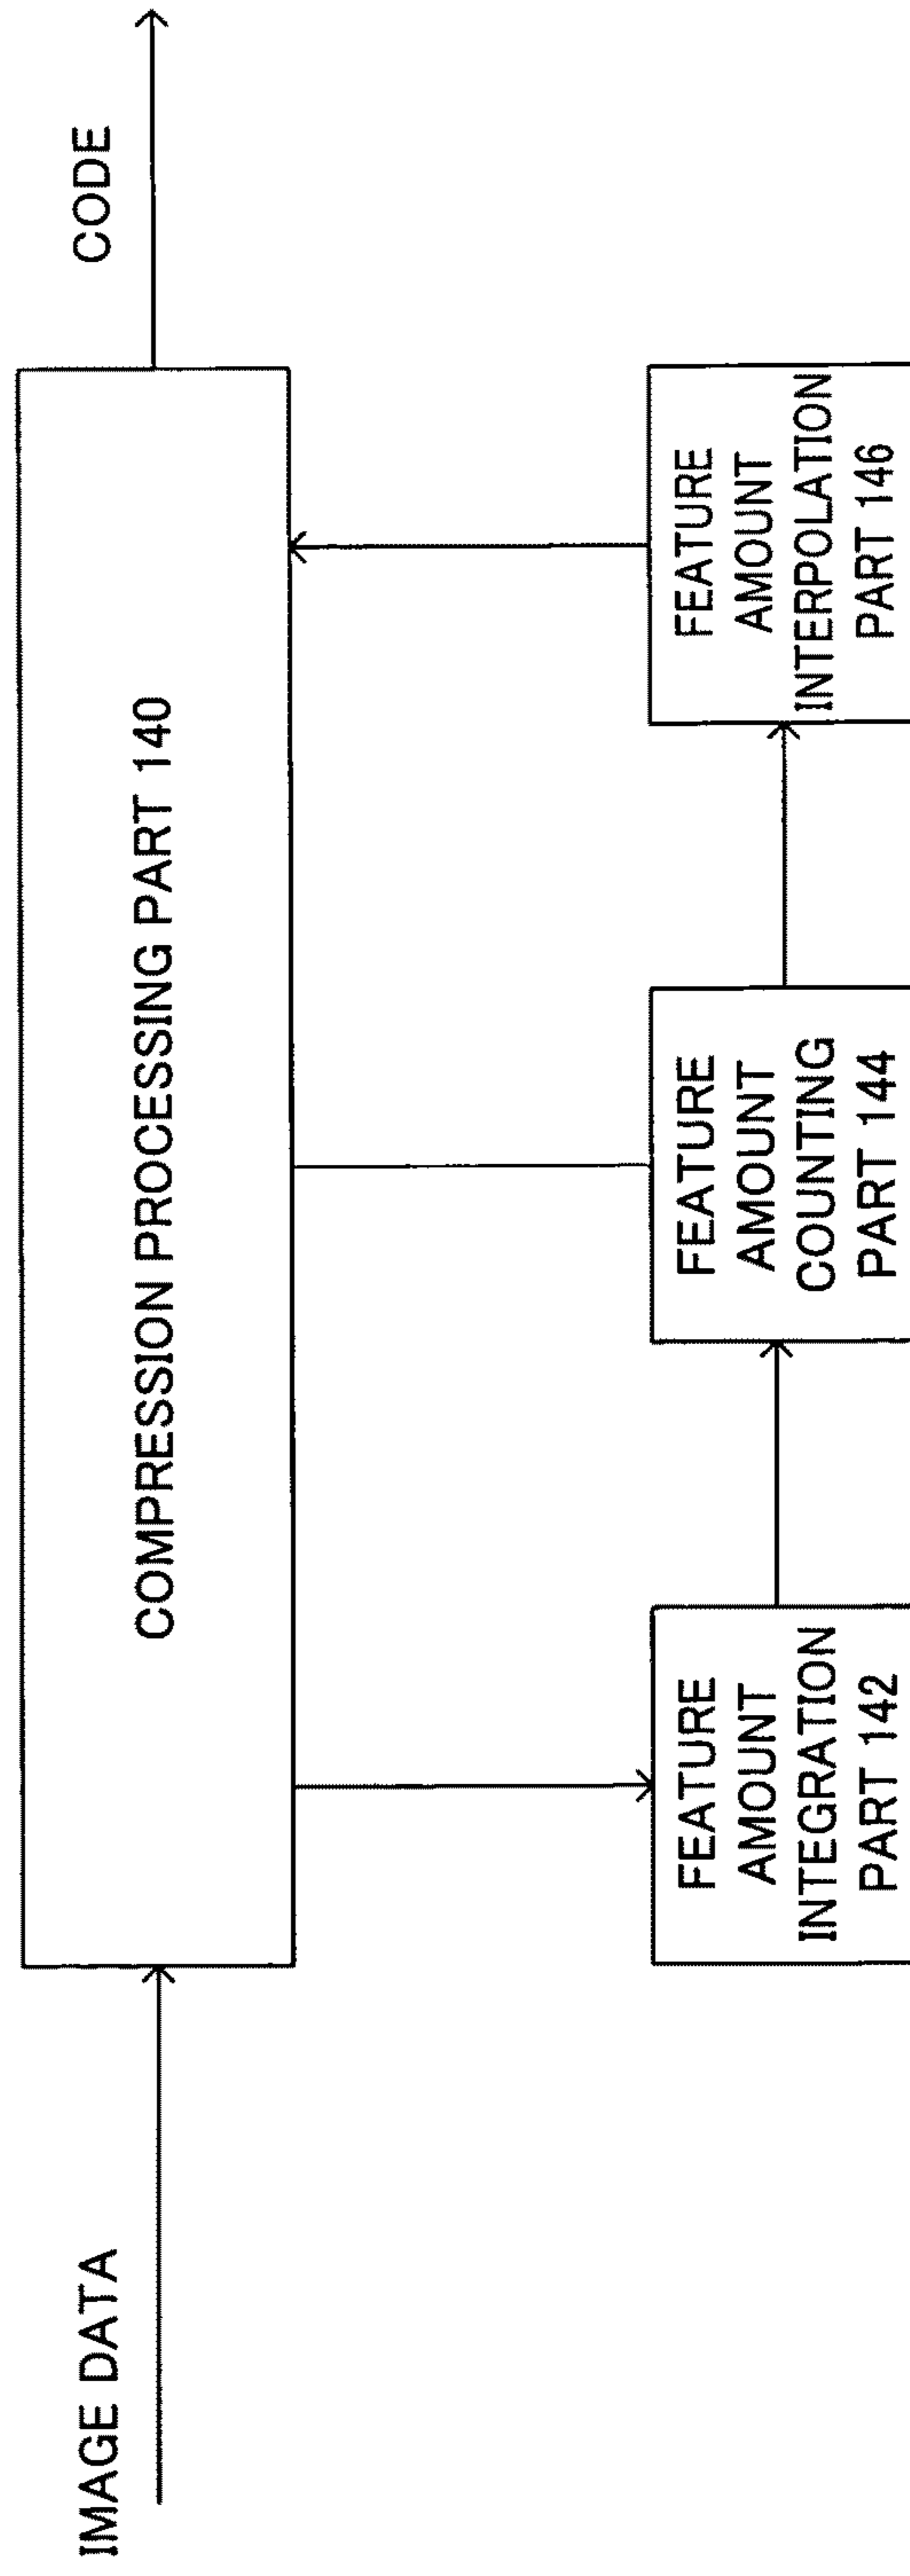 IMAGE DATA
COMPRESSION PROCESSING PART 140
CODE
FEATURE
AMOUNT
INTEGRATION
PART 142
FEATURE
AMOUNT
COUNTING
PART 144
FEATURE
AMOUNT
INTERPOLATION
PART 146